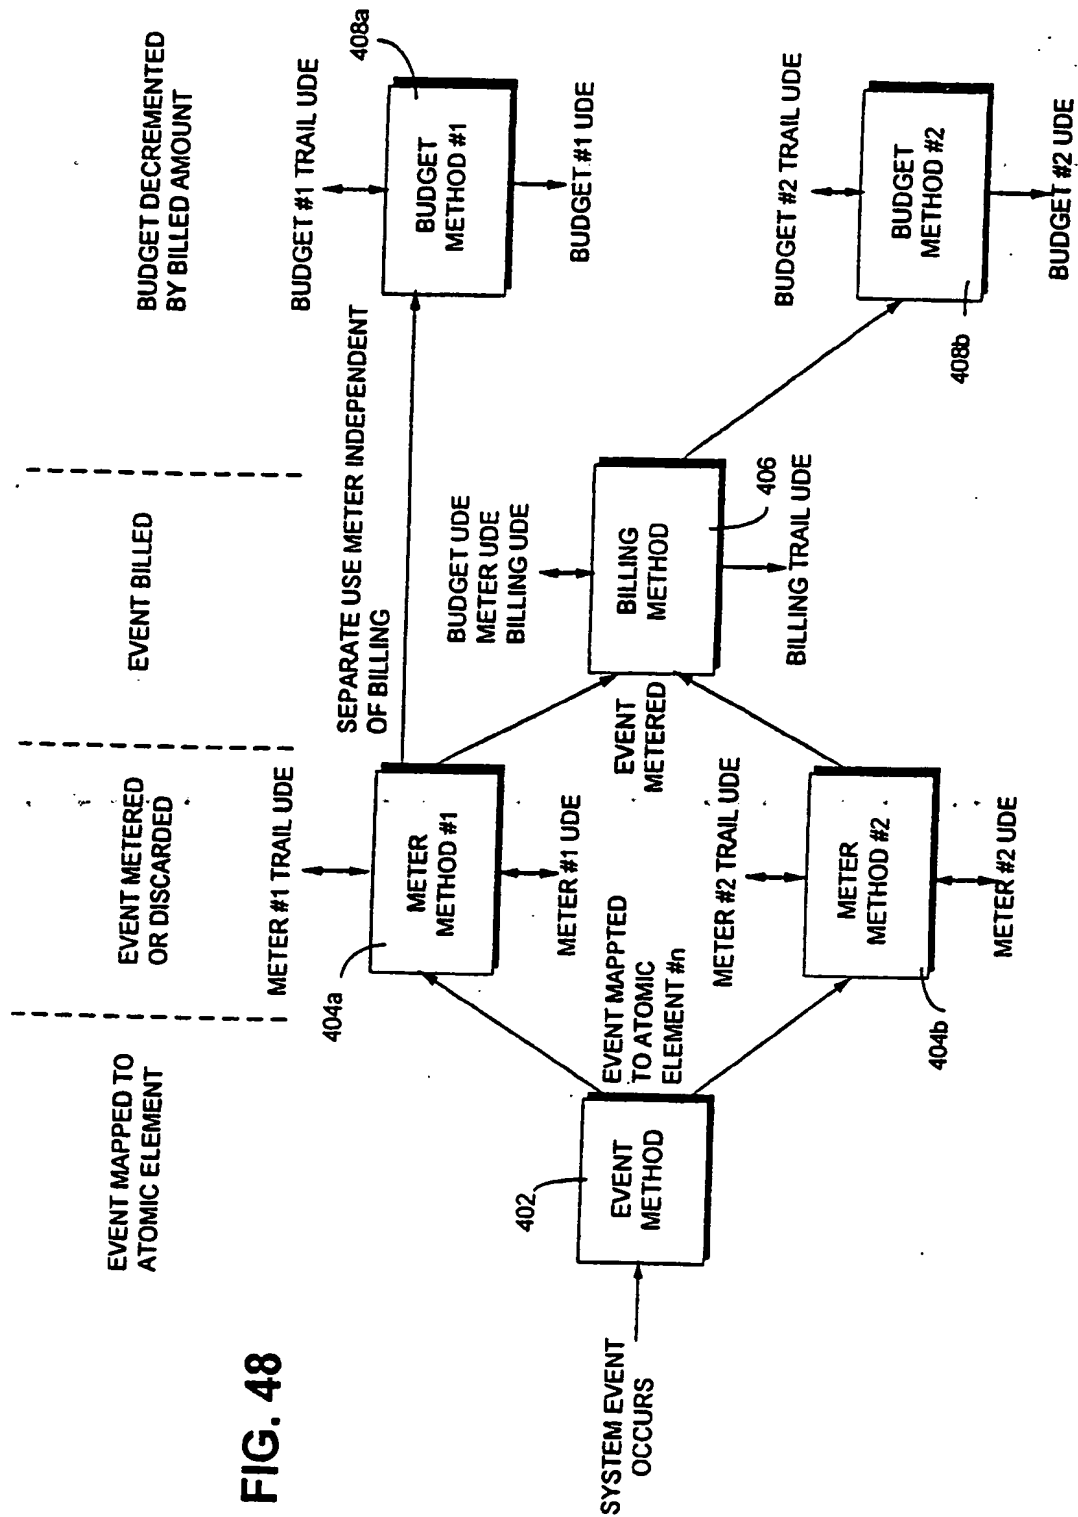 FIG. 48
EVENT MAPPED TO
ATOMIC ELEMENT
EVENT METERED
OR DISCARDED
EVENT BILLED
BUDGET DECREMENTED
BY BILLED AMOUNT
SYSTEM EVENT
OCCURS
402
EVENT
METHOD
EVENT MAPPTED
TO ATOMIC
ELEMENT #n
METER #1 TRAIL UDE
404a
METER
METHOD #1
METER #1 UDE
METER #2 TRAIL UDE
METER
METHOD #2
404b
METER #2 UDE
SEPARATE USE METER INDEPENDENT
OF BILLING
EVENT
METERED
BUDGET UDE
METER UDE
BILLING UDE
BILLING
METHOD
406
BILLING TRAIL UDE
BUDGET #1 TRAIL UDE
408a
BUDGET
METHOD #1
BUDGET #1 UDE
BUDGET #2 TRAIL UDE
BUDGET
METHOD #2
408b
BUDGET #2 UDE